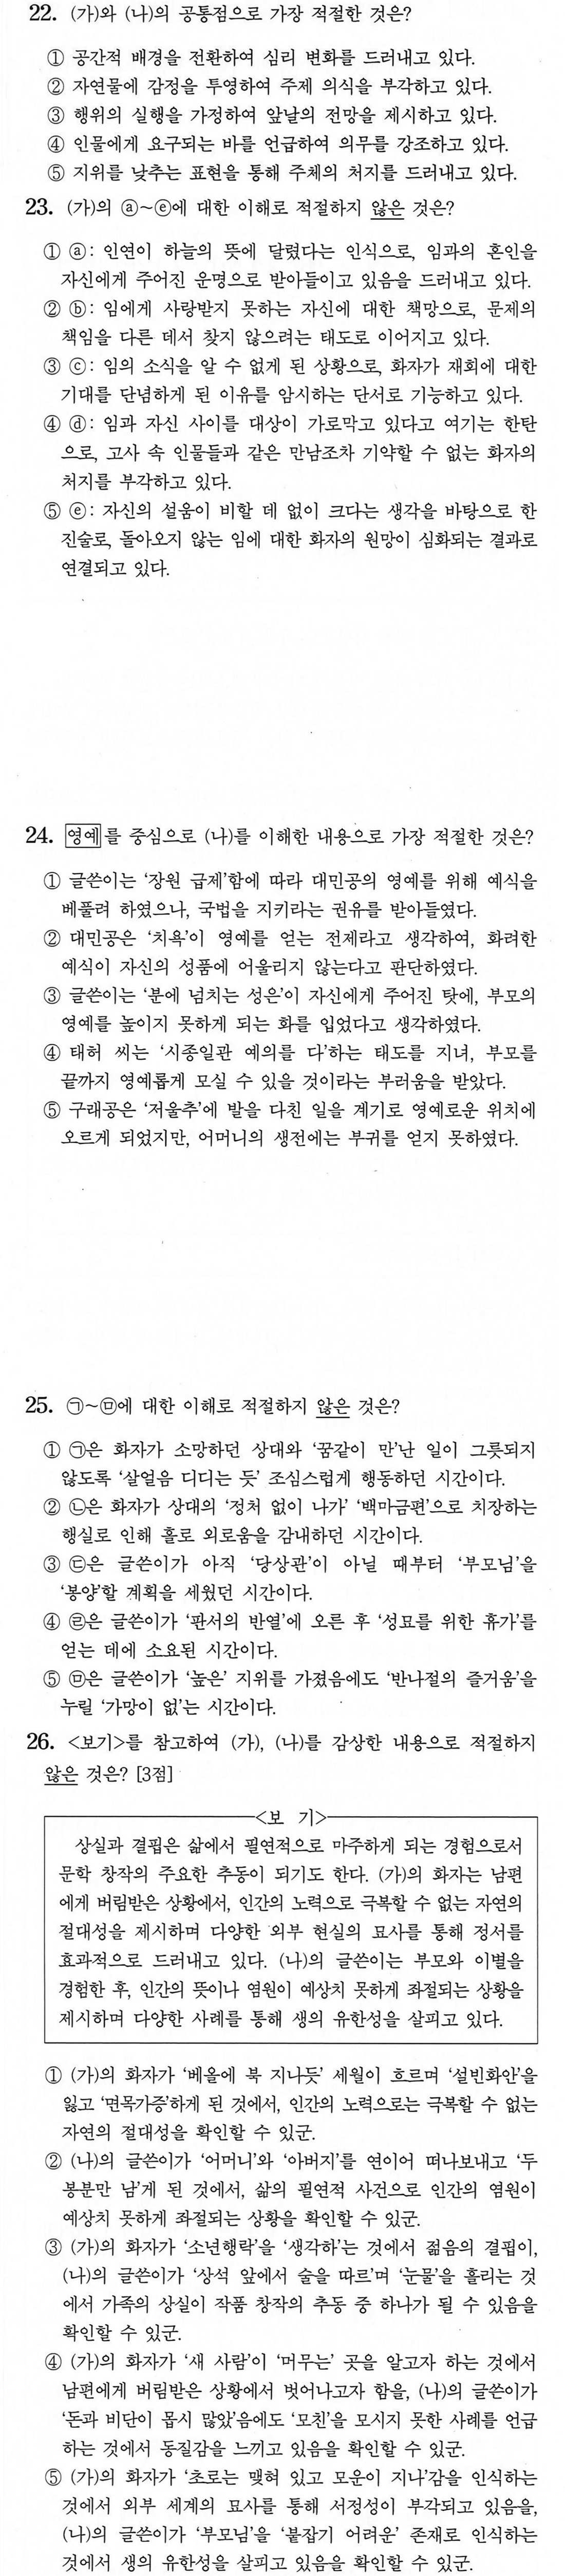 22. (가)와 (나)의 공통점으로 가장 적절한 것은?
① 공간적 배경을 전환하여 심리 변화를 드러내고 있다.
② 자연물에 감정을 투영하여 주제 의식을 부각하고 있다.
③ 행위의 실행을 가정하여 앞날의 전망을 제시하고 있다.
④ 인물에게 요구되는 바를 언급하여 의무를 강조하고 있다.
⑤ 지위를 낮추는 표현을 통해 주체의 처지를 드러내고 있다.
23. (가)의 ⓐ~ⓔ에 대한 이해로 적절하지 않은 것은?
① ⓐ: 인연이 하늘의 뜻에 달렸다는 인식으로, 임과의 혼인을
자신에게 주어진 운명으로 받아들이고 있음을 드러내고 있다.
② ⓑ: 임에게 사랑받지 못하는 자신에 대한 책망으로, 문제의
책임을 다른 데서 찾지 않으려는 태도로 이어지고 있다.
③ ⓒ: 임의 소식을 알 수 없게 된 상황으로, 화자가 재회에 대한
기대를 단념하게 된 이유를 암시하는 단서로 기능하고 있다.
④ ⓓ: 임과 자신 사이를 대상이 가로막고 있다고 여기는 한탄
으로, 고사 속 인물들과 같은 만남조차 기약할 수 없는 화자의
처지를 부각하고 있다.
⑤ ⓔ: 자신의 설움이 비할 데 없이 크다는 생각을 바탕으로 한
진술로, 돌아오지 않는 임에 대한 화자의 원망이 심화되는 결과로
연결되고 있다.
24. 영예를 중심으로 (나)를 이해한 내용으로 가장 적절한 것은?
① 글쓴이는 ‘장원 급제’함에 따라 대민공의 영예를 위해 예식을
베풀려 하였으나, 국법을 지키라는 권유를 받아들였다.
② 대민공은 ‘치욕’이 영예를 얻는 전제라고 생각하여, 화려한
예식이 자신의 성품에 어울리지 않는다고 판단하였다.
③ 글쓴이는 ‘분에 넘치는 성은’이 자신에게 주어진 탓에, 부모의
영예를 높이지 못하게 되는 화를 입었다고 생각하였다.
④ 태허 씨는 ‘시종일관 예의를 다’하는 태도를 지녀, 부모를
끝까지 영예롭게 모실 수 있을 것이라는 부러움을 받았다.
⑤ 구래공은 ‘저울추’에 발을 다친 일을 계기로 영예로운 위치에
오르게 되었지만, 어머니의 생전에는 부귀를 얻지 못하였다.
25. ㉠~㉤에 대한 이해로 적절하지 않은 것은?
① ㉠은 화자가 소망하던 상대와 ‘꿈같이 만’난 일이 그릇되지
않도록 ‘살얼음 디디는 듯’ 조심스럽게 행동하던 시간이다.
② ㉡은 화자가 상대의 ‘정처 없이 나가’ ‘백마금편’으로 치장하는
행실로 인해 홀로 외로움을 감내하던 시간이다.
③ ㉢은 글쓴이가 아직 ‘당상관’이 아닐 때부터 ‘부모님’을
‘봉양’할 계획을 세웠던 시간이다.
④ ㉣은 글쓴이가 ‘판서의 반열’에 오른 후 ‘성묘를 위한 휴가’를
얻는 데에 소요된 시간이다.
⑤ ㉤은 글쓴이가 ‘높은’ 지위를 가졌음에도 ‘반나절의 즐거움’을
누릴 ‘가망이 없’는 시간이다.
26. <보기>를 참고하여 (가), (나)를 감상한 내용으로 적절하지
않은 것은? [3점]
<보 기>
상실과 결핍은 삶에서 필연적으로 마주하게 되는 경험으로서
문학 창작의 주요한 추동이 되기도 한다. (가)의 화자는 남편
에게 버림받은 상황에서, 인간의 노력으로 극복할 수 없는 자연의
절대성을 제시하며 다양한 외부 현실의 묘사를 통해 정서를
효과적으로 드러내고 있다. (나)의 글쓴이는 부모와 이별을
경험한 후, 인간의 뜻이나 염원이 예상치 못하게 좌절되는 상황을
제시하며 다양한 사례를 통해 생의 유한성을 살피고 있다.
① (가)의 화자가 ‘베올에 북 지나듯’ 세월이 흐르며 ‘설빈화안’을
잃고 ‘면목가증’하게 된 것에서, 인간의 노력으로는 극복할 수 없는
자연의 절대성을 확인할 수 있군.
② (나)의 글쓴이가 ‘어머니’와 ‘아버지’를 연이어 떠나보내고 ‘두
봉분만 남’게 된 것에서, 삶의 필연적 사건으로 인간의 염원이
예상치 못하게 좌절되는 상황을 확인할 수 있군.
③ (가)의 화자가 ‘소년행락’을 ‘생각하’는 것에서 젊음의 결핍이,
(나)의 글쓴이가 ‘상석 앞에서 술을 따르’며 ‘눈물’을 흘리는 것
에서 가족의 상실이 작품 창작의 추동 중 하나가 될 수 있음을
확인할 수 있군.
④ (가)의 화자가 ‘새 사람’이 ‘머무는’ 곳을 알고자 하는 것에서
남편에게 버림받은 상황에서 벗어나고자 함을, (나)의 글쓴이가
‘돈과 비단이 몹시 많았’음에도 ‘모친’을 모시지 못한 사례를 언급
하는 것에서 동질감을 느끼고 있음을 확인할 수 있군.
⑤ (가)의 화자가 ‘초로는 맺혀 있고 모운이 지나’감을 인식하는
것에서 외부 세계의 묘사를 통해 서정성이 부각되고 있음을,
(나)의 글쓴이가 ‘부모님’을 ‘붙잡기 어려운’ 존재로 인식하는
것에서 생의 유한성을 살피고 있음을 확인할 수 있군.